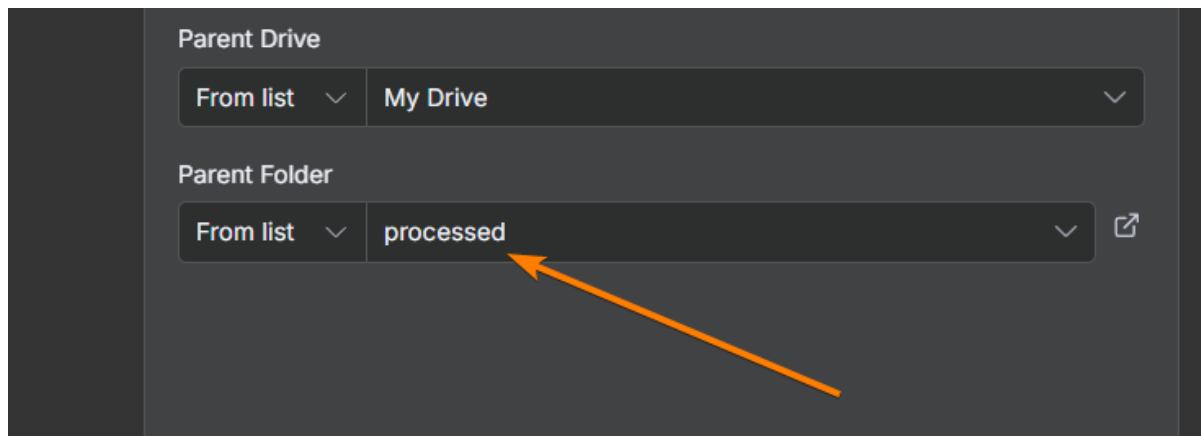 Parent Drive
From list My Drive
Parent Folder
From list processed